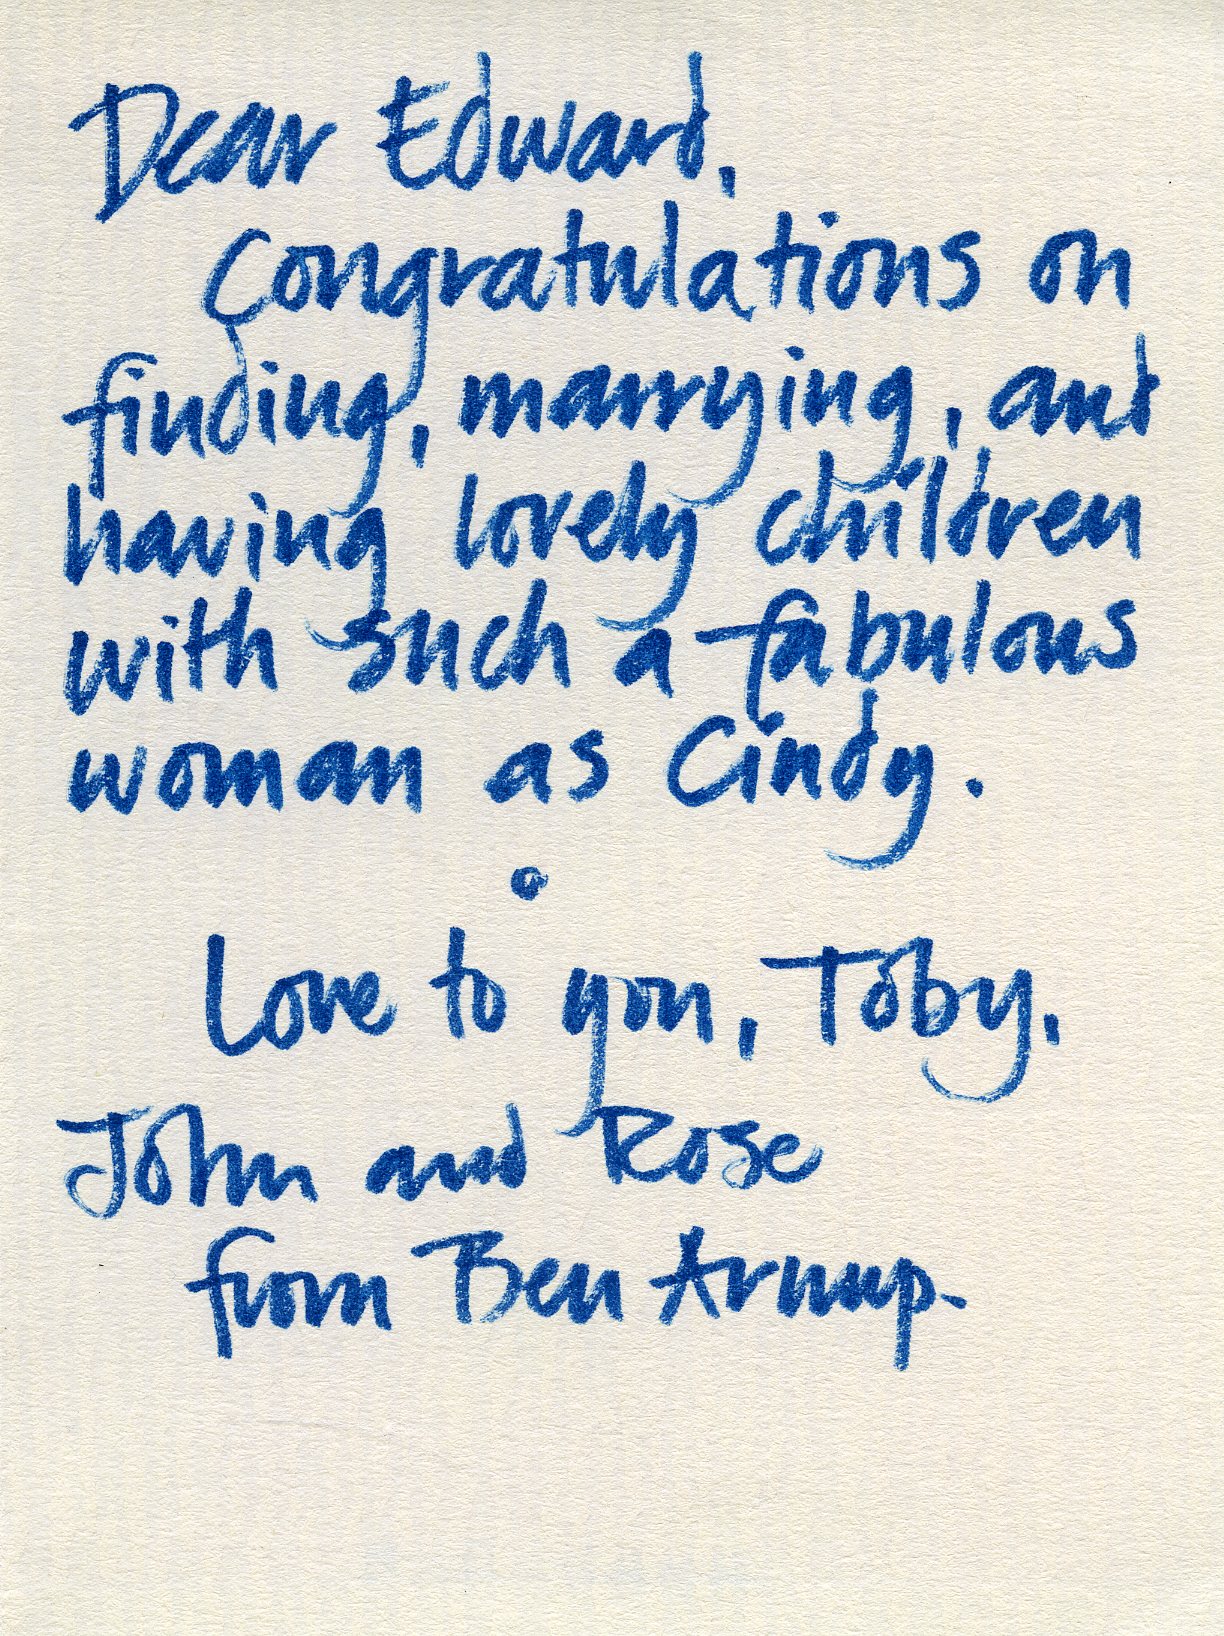 Dear Edward,
Congratulations on
finding, marrying, and
having lovely children
with such a fabulous
woman as Cindy.
Love to you, Toby,
John and Rose
from Ben Arnup.